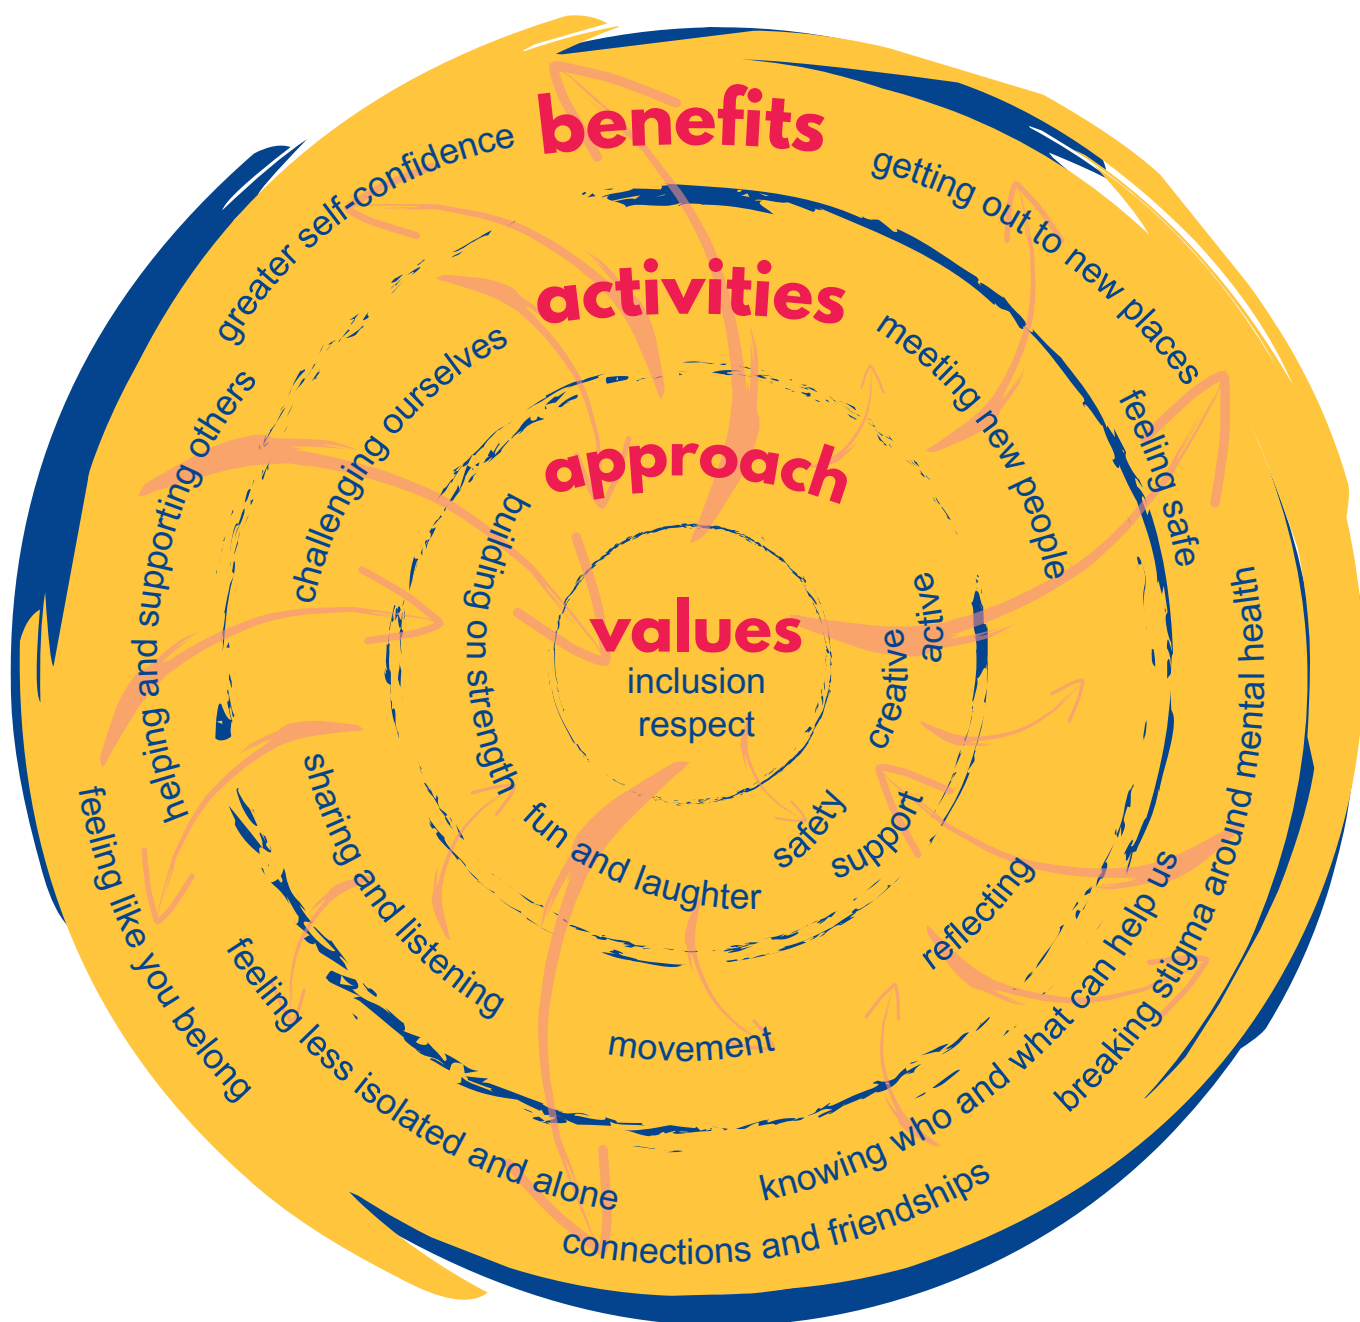 benefits
greater self-confidence
getting out to new places
feeling safe
breaking stigma around mental health
knowing who and what can help us
connections and friendships
feeling less isolated and alone
feeling like you belong
helping and supporting others
activities
challenging ourselves
meeting new people
reflecting
movement
sharing and listening
approach
building on strength
active
creative
safety
support
fun and laughter
values
inclusion
respect